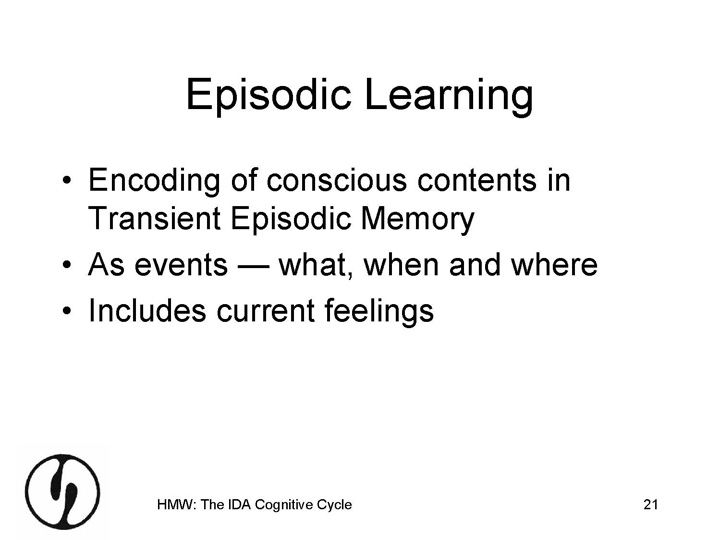 Episodic Learning
• Encoding of conscious contents in
Transient Episodic Memory
• As events — what, when and where
• Includes current feelings
HMW: The IDA Cognitive Cycle 21